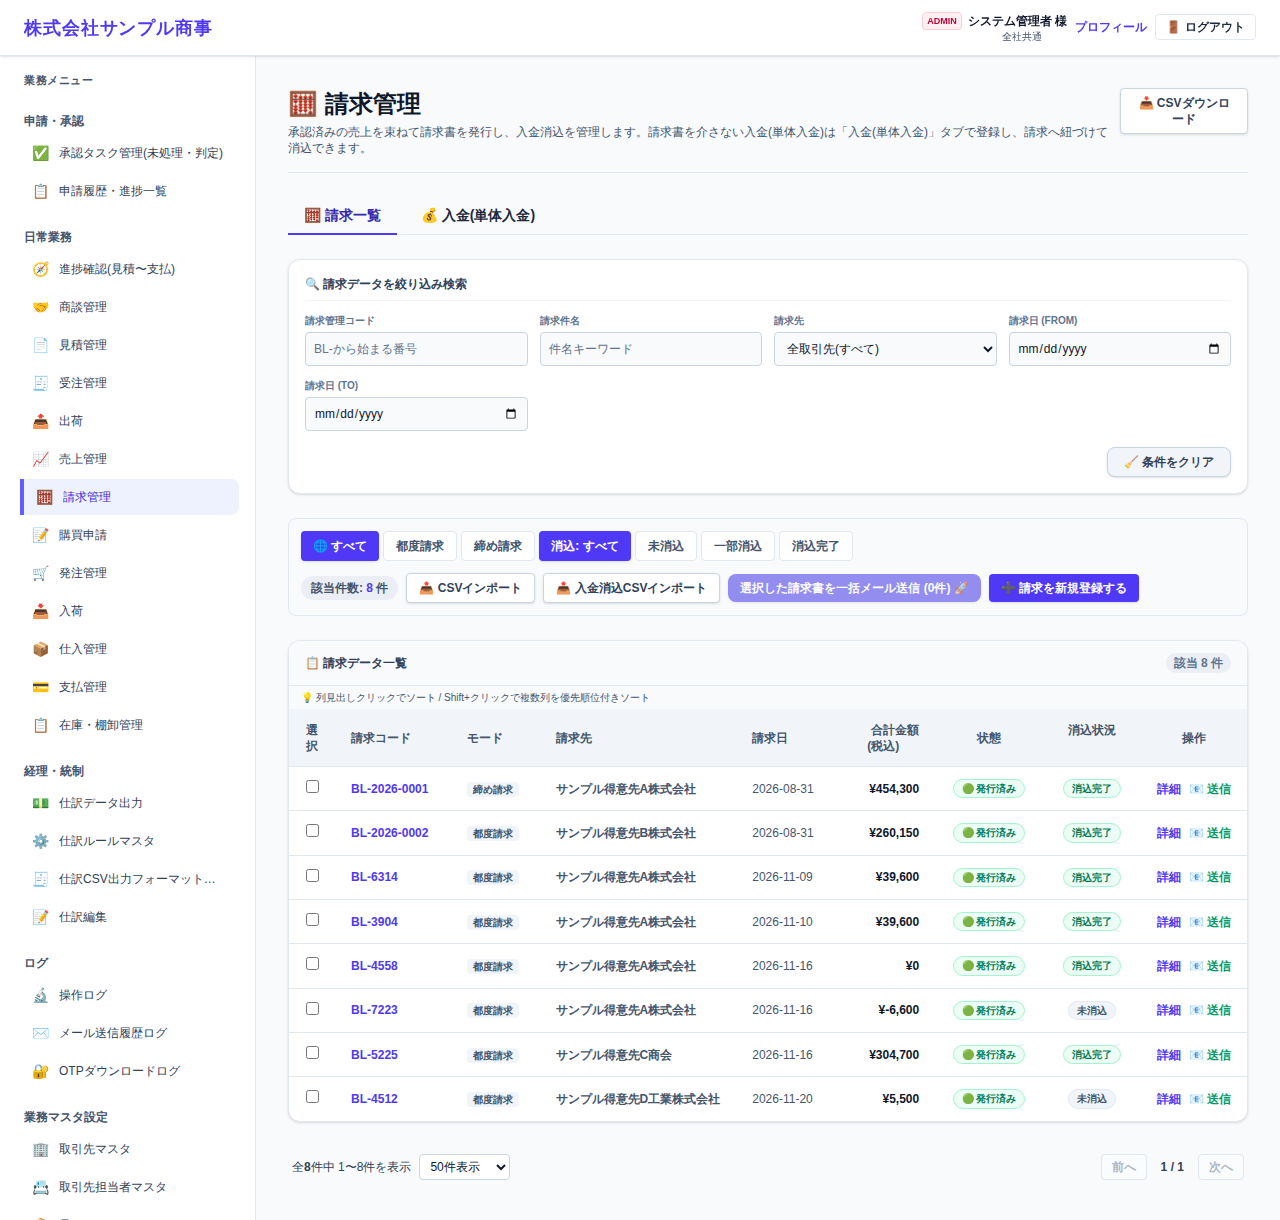 株式会社サンプル商事
ADMIN システム管理者 様
全社共通
プロフィール
🚪 ログアウト
業務メニュー
申請・承認
✅ 承認タスク管理(未処理・判定)
📋 申請履歴・進捗一覧
日常業務
🧭 進捗確認(見積〜支払)
🤝 商談管理
📄 見積管理
🧾 受注管理
📤 出荷
📈 売上管理
🧮 請求管理
📝 購買申請
🛒 発注管理
📥 入荷
📦 仕入管理
💳 支払管理
📋 在庫・棚卸管理
経理・統制
💵 仕訳データ出力
⚙️ 仕訳ルールマスタ
🧾 仕訳CSV出力フォーマット…
📝 仕訳編集
ログ
🔬 操作ログ
✉️ メール送信履歴ログ
🔐 OTPダウンロードログ
業務マスタ設定
🏢 取引先マスタ
📇 取引先担当者マスタ
🧮 請求管理
承認済みの売上を束ねて請求書を発行し、入金消込を管理します。請求書を介さない入金(単体入金)は「入金(単体入金)」タブで登録し、請求へ紐づけて
消込できます。
📥 CSVダウンロ
ード
🧮 請求一覧
💰 入金(単体入金)
🔍 請求データを絞り込み検索
請求管理コード 請求件名 請求先 請求日 (FROM)
BL-から始まる番号 件名キーワード 全取引先(すべて) mm/dd/yyyy
請求日 (TO)
mm/dd/yyyy
🧹 条件をクリア
🌐 すべて 都度請求 締め請求 消込: すべて 未消込 一部消込 消込完了
該当件数: 8 件 📥 CSVインポート 📥 入金消込CSVインポート 選択した請求書を一括メール送信 (0件) 🚀 ➕ 請求を新規登録する
📋 請求データ一覧 該当 8 件
💡 列見出しクリックでソート / Shift+クリックで複数列を優先順位付きソート
選択 請求コード モード 請求先 請求日 合計金額(税込) 状態 消込状況 操作
BL-2026-0001 締め請求 サンプル得意先A株式会社 2026-08-31 ¥454,300 🟢 発行済み 消込完了 詳細 📧 送信
BL-2026-0002 都度請求 サンプル得意先B株式会社 2026-08-31 ¥260,150 🟢 発行済み 消込完了 詳細 📧 送信
BL-6314 都度請求 サンプル得意先A株式会社 2026-11-09 ¥39,600 🟢 発行済み 消込完了 詳細 📧 送信
BL-3904 都度請求 サンプル得意先A株式会社 2026-11-10 ¥39,600 🟢 発行済み 消込完了 詳細 📧 送信
BL-4558 都度請求 サンプル得意先A株式会社 2026-11-16 ¥0 🟢 発行済み 消込完了 詳細 📧 送信
BL-7223 都度請求 サンプル得意先A株式会社 2026-11-16 ¥-6,600 🟢 発行済み 未消込 詳細 📧 送信
BL-5225 都度請求 サンプル得意先C商会 2026-11-16 ¥304,700 🟢 発行済み 消込完了 詳細 📧 送信
BL-4512 都度請求 サンプル得意先D工業株式会社 2026-11-20 ¥5,500 🟢 発行済み 未消込 詳細 📧 送信
全8件中 1〜8件を表示 50件表示 前へ 1 / 1 次へ